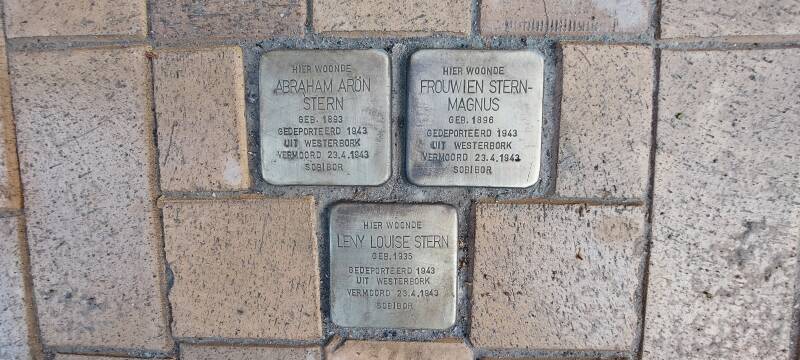 HIER WOONDE
ABRAHAM ARÖN
STERN
GEB. 1893
GEDEPORTEERD 1943
UIT WESTERBORK
VERMOORD 23.4.1943
SOBIBOR
HIER WOONDE
FROUWIEN STERN-
MAGNUS
GEB. 1896
GEDEPORTEERD 1943
UIT WESTERBORK
VERMOORD 23.4.1943
SOBIBOR
HIER WOONDE
LENY LOUISE STERN
GEB. 1935
GEDEPORTEERD 1943
UIT WESTERBORK
VERMOORD 23.4.1943
SOBIBOR